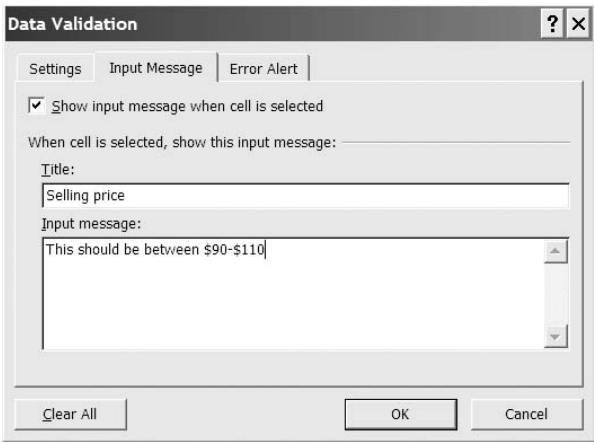 Data Validation
Settings Input Message Error Alert
Show input message when cell is selected
When cell is selected, show this input message:
Title:
Selling price
Input message:
This should be between $90-$110
Clear All OK Cancel